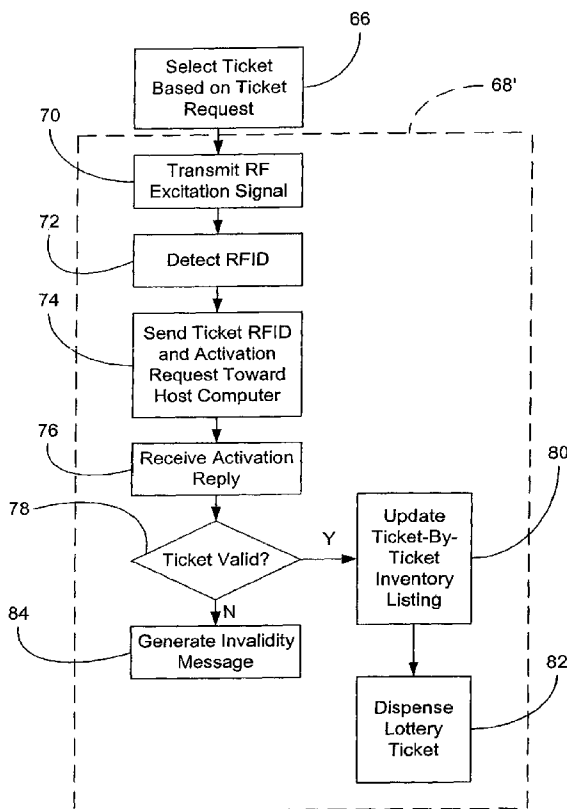 66
Select Ticket
Based on Ticket
Request
68'
70
Transmit RF
Excitation Signal
72
Detect RFID
74
Send Ticket RFID
and Activation
Request Toward
Host Computer
76
Receive Activation
Reply
78
Ticket Valid?
Y
N
80
Update
Ticket-By-
Ticket
Inventory
Listing
84
Generate Invalidity
Message
82
Dispense
Lottery
Ticket